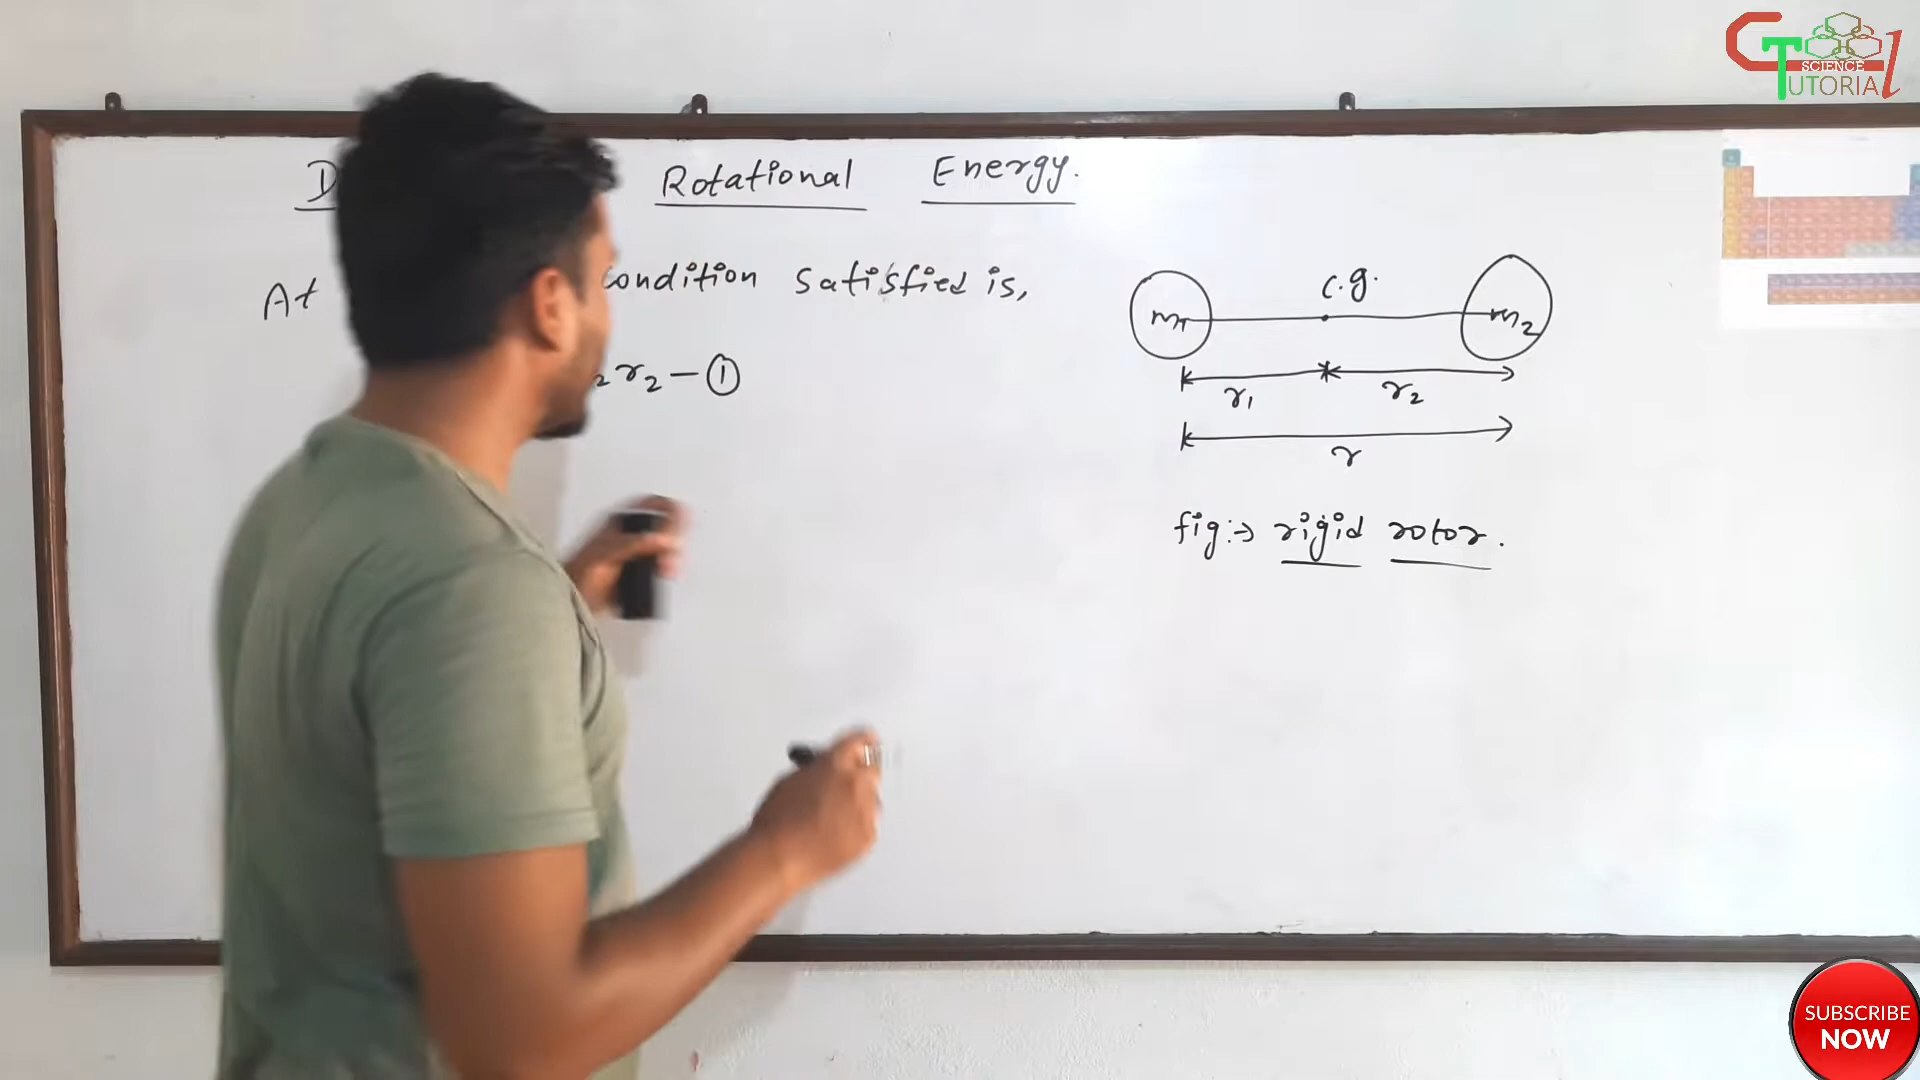 Rotational Energy.
At condition satisfied is,
₂ r₂ — ①
c.g.
m₁ m₂
r₁ r₂
r
fig:→ rigid rotor.
SCIENCE
TUTORIAL
SUBSCRIBE
NOW